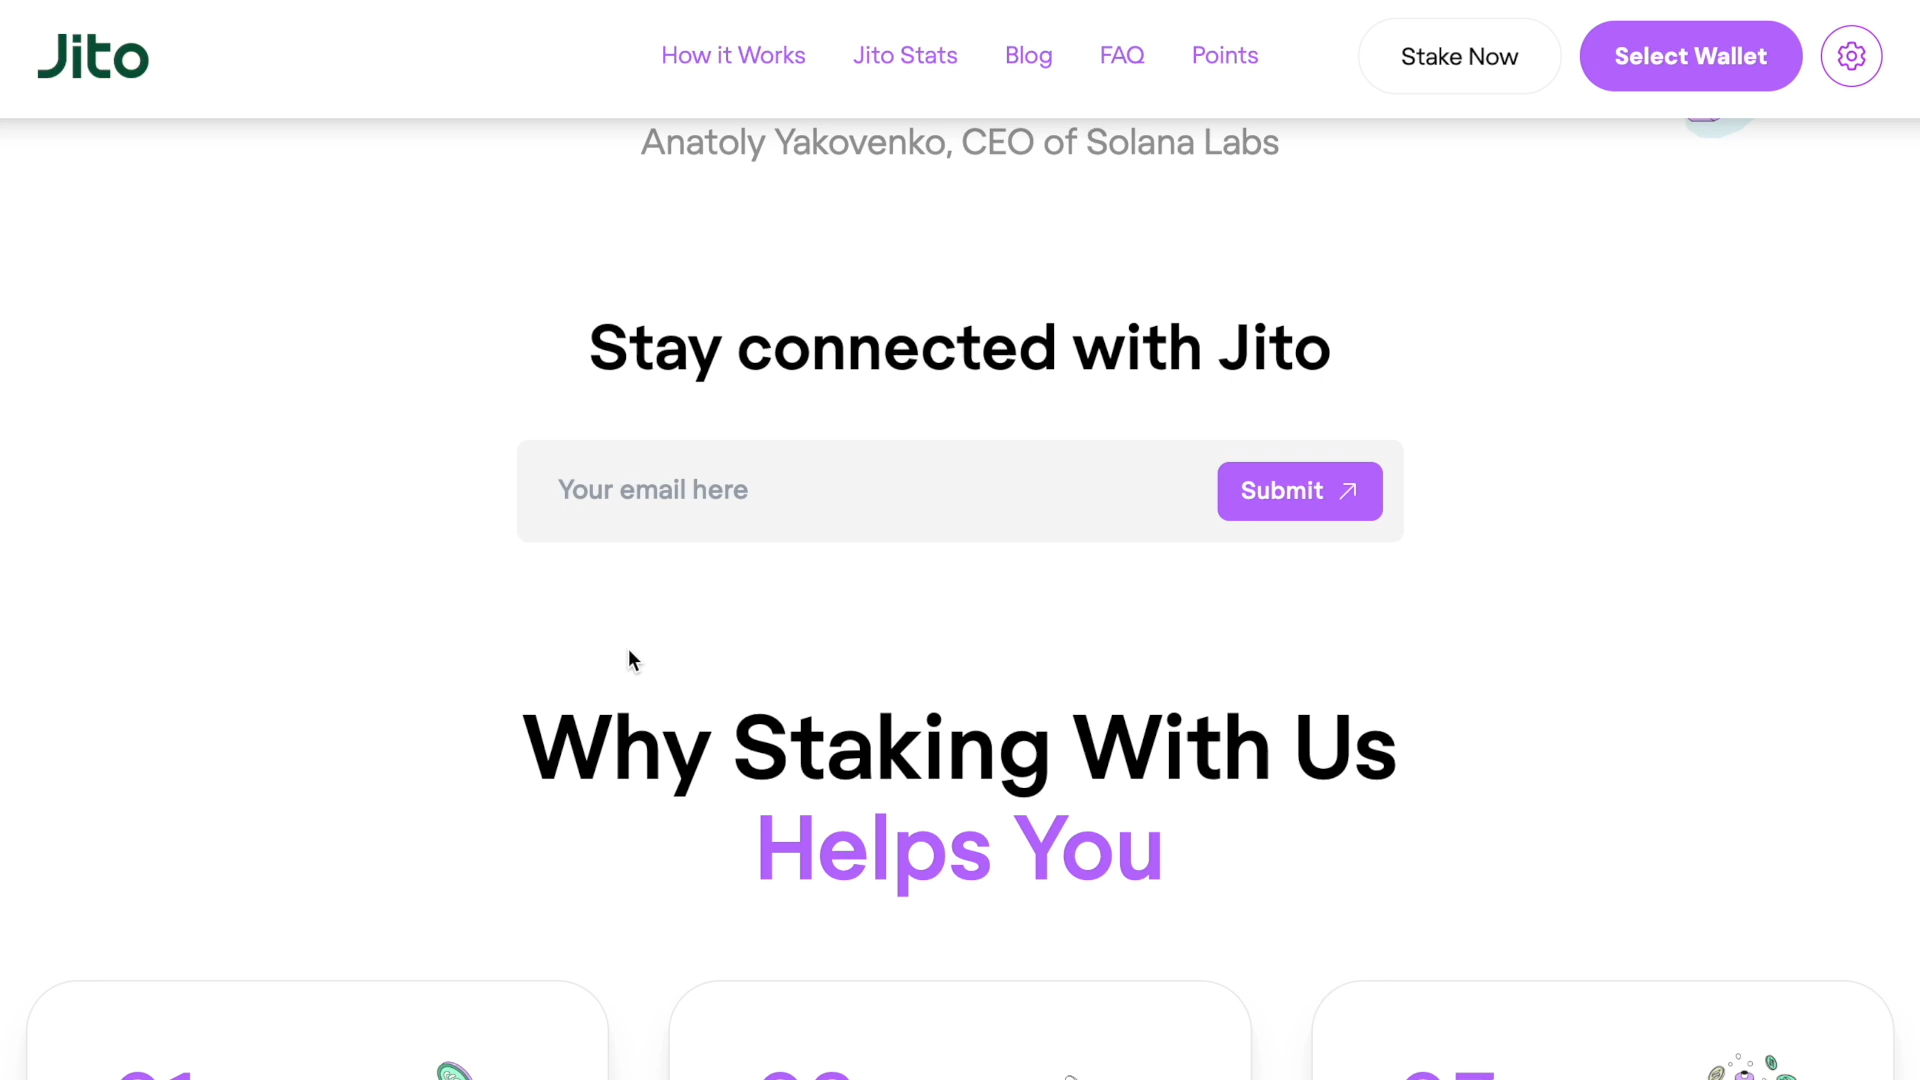 Jito
How it Works
Jito Stats
Blog
FAQ
Points
Stake Now
Select Wallet
Anatoly Yakovenko, CEO of Solana Labs
Stay connected with Jito
Your email here
Submit
Why Staking With Us
Helps You